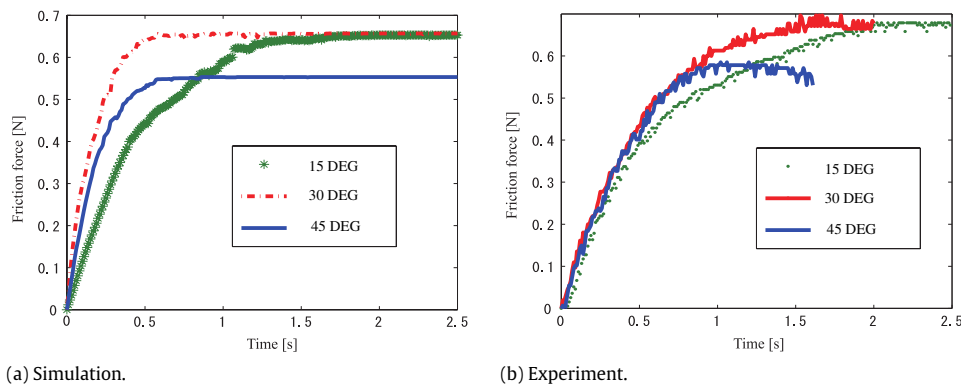 Friction force [N]
0.7
0.6
0.5
0.4
0.3
0.2
0.1
0
0 0.5 1 1.5 2 2.5
Time [s]
15 DEG
30 DEG
45 DEG
(a) Simulation.
Friction force [N]
0.6
0.5
0.4
0.3
0.2
0.1
0
0 0.5 1 1.5 2 2.5
Time [s]
15 DEG
30 DEG
45 DEG
(b) Experiment.